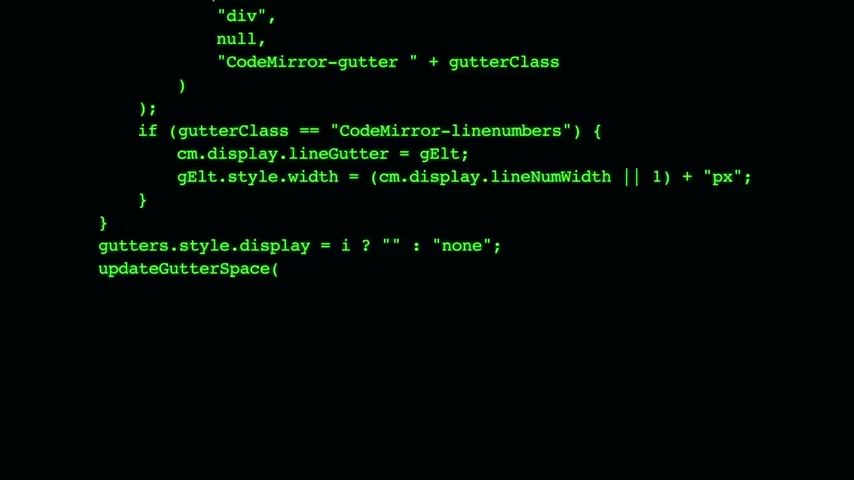 "div",
null,
"CodeMirror-gutter " + gutterClass
)
);
if (gutterClass == "CodeMirror-linenumbers") {
cm.display.lineGutter = gElt;
gElt.style.width = (cm.display.lineNumWidth || 1) + "px";
}
}
gutters.style.display = i ? "" : "none";
updateGutterSpace(